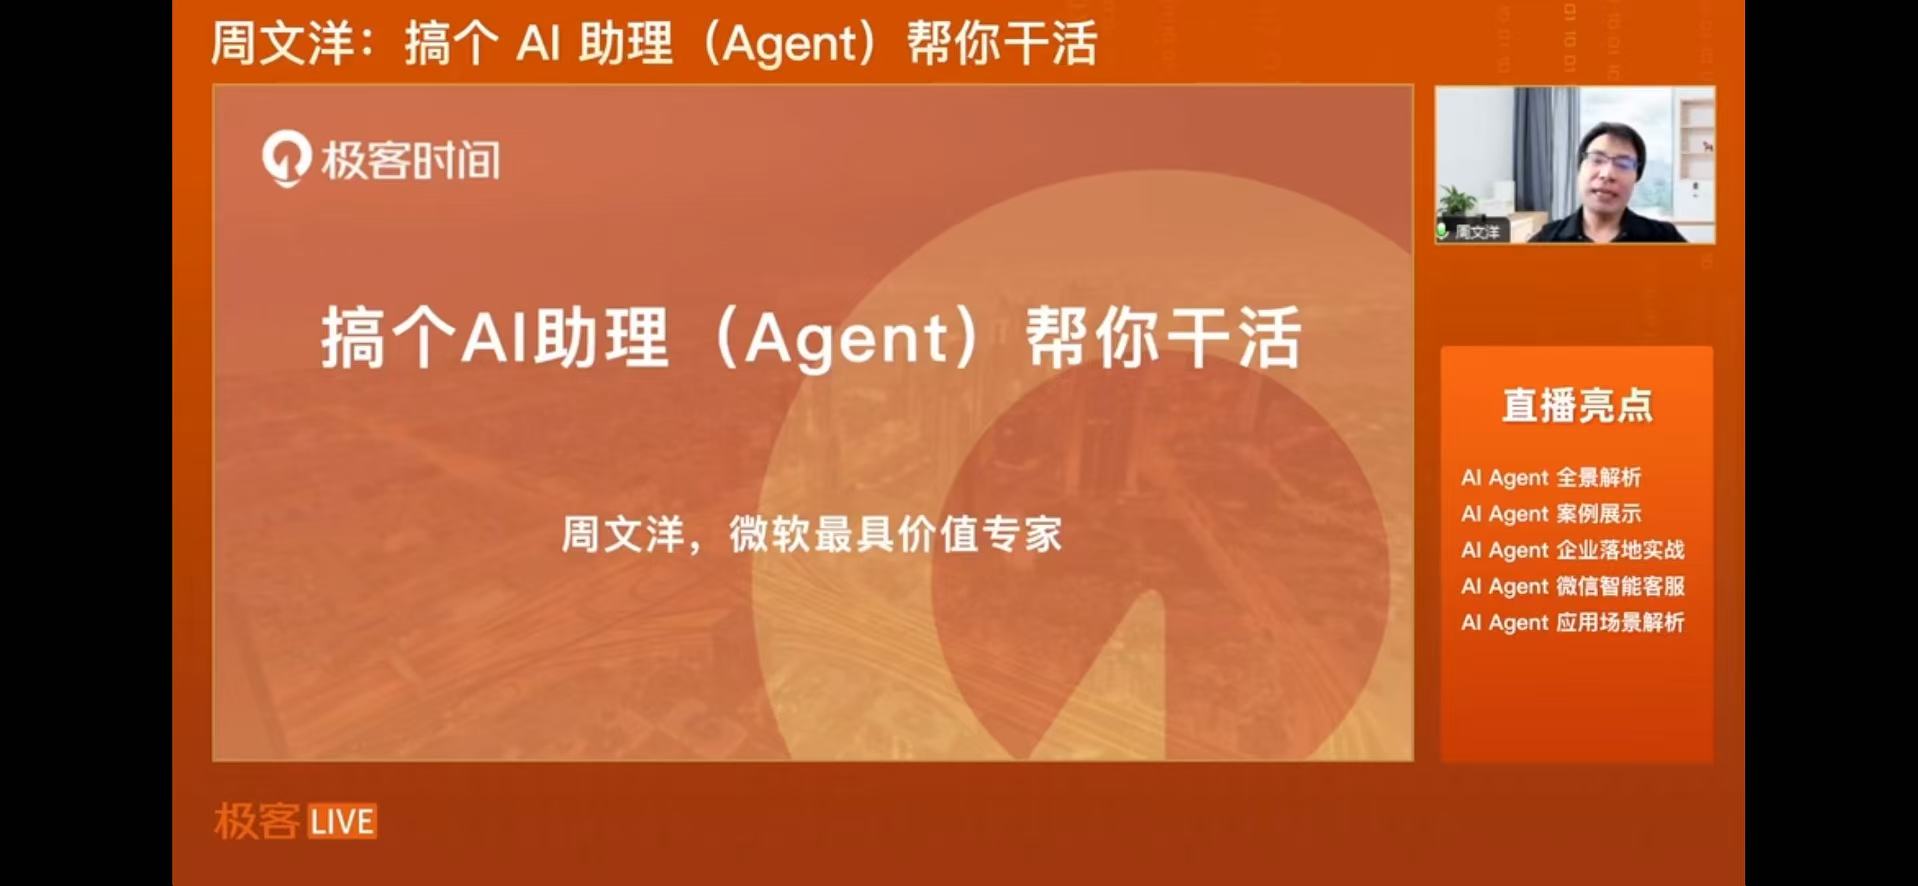 周文洋：搞个 AI 助理（Agent）帮你干活
极客时间
搞个AI助理（Agent）帮你干活
周文洋，微软最具价值专家
周文洋
直播亮点
AI Agent 全景解析
AI Agent 案例展示
AI Agent 企业落地实战
AI Agent 微信智能客服
AI Agent 应用场景解析
极客 LIVE